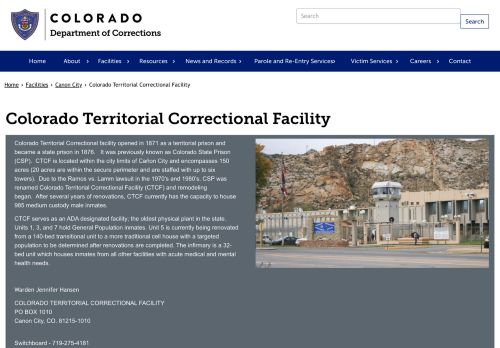 COLORADO
Department of Corrections
Search
Search
Home About Facilities Resources News and Records Parole and Re-Entry Services Victim Services Careers Contact
Home › Facilities › Canon City › Colorado Territorial Correctional Facility
Colorado Territorial Correctional Facility
Colorado Territorial Correctional facility opened in 1871 as a territorial prison and
became a state prison in 1876. It was previously known as Colorado State Prison
(CSP). CTCF is located within the city limits of Cañon City and encompasses 150
acres (20 acres are within the secure perimeter and are staffed with up to six
towers). Due to the Ramos vs. Lamm lawsuit in the 1970's and 1980's, CSP was
renamed Colorado Territorial Correctional Facility (CTCF) and remodeling
began. After several years of renovations, CTCF currently has the capacity to house
985 medium custody male inmates.
CTCF serves as an ADA designated facility; the oldest physical plant in the state.
Units 1, 3, and 7 hold General Population inmates. Unit 5 is currently being renovated
from a 140-bed transitional unit to a more traditional cell house with a targeted
population to be determined after renovations are completed. The infirmary is a 32-
bed unit which houses inmates from all other facilities with acute medical and mental
health needs.
Warden Jennifer Hansen
COLORADO TERRITORIAL CORRECTIONAL FACILITY
PO BOX 1010
Canon City, CO. 81215-1010
Switchboard - 719-275-4181